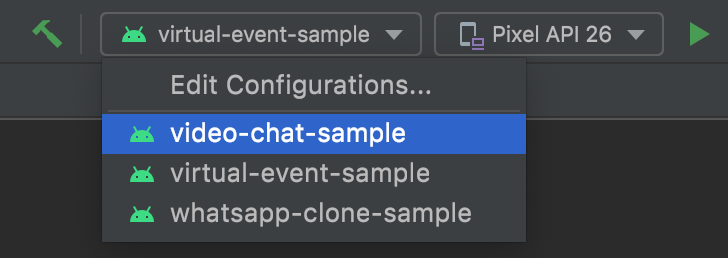 virtual-event-sample Pixel API 26
Edit Configurations...
video-chat-sample
virtual-event-sample
whatsapp-clone-sample